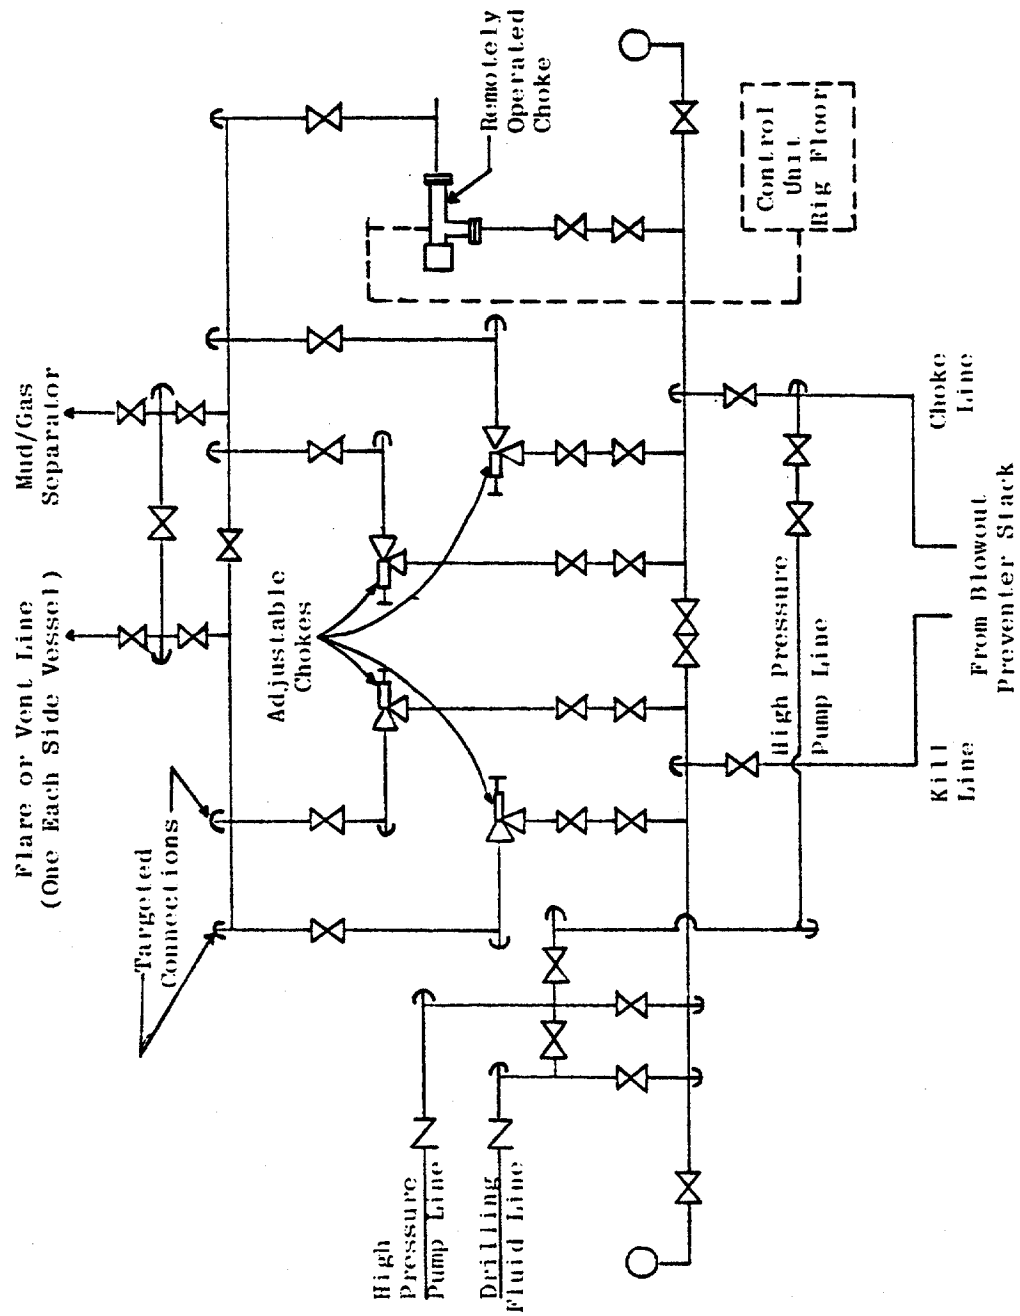 Flare or Vent Line
(One Each Side Vessel)
Mud/Gas
Separator
Targeted
Connections
Adjustable
Chokes
Remotely
Operated
Choke
Control
Unit
Rig Floor
High
Pressure
Pump Line
Drilling
Fluid Line
High Pressure
Pump Line
Kill
Line
From Blowout
Preventer Stack
Choke
Line